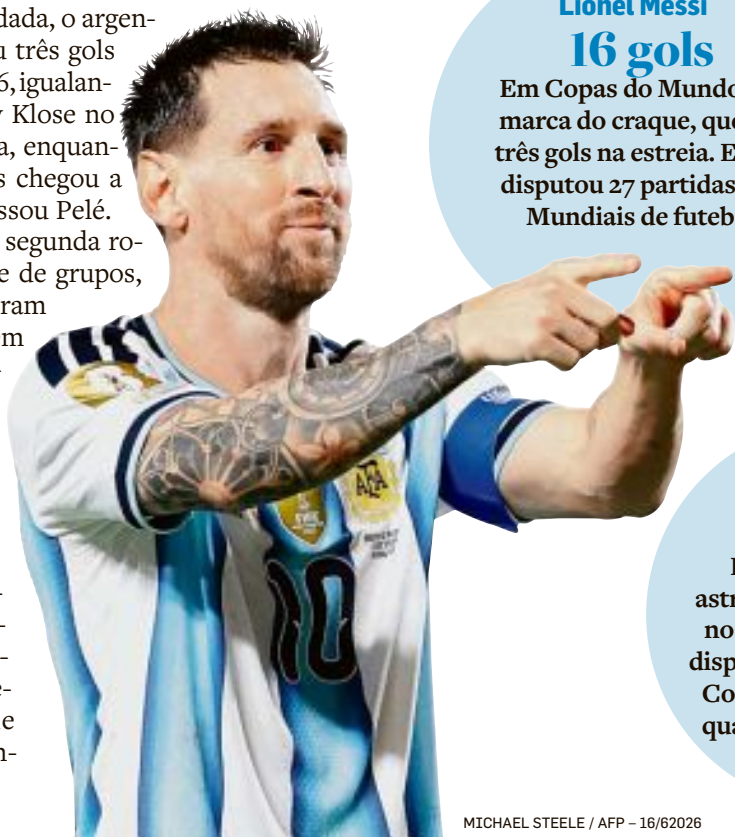 dada, o argen-
u três gols
6, igualan-
Klose no
a, enquan-
s chegou a
ssou Pelé.
segunda ro-
e de grupos,
ram
m
Lionel Messi
16 gols
Em Copas do Mundo
marca do craque, que
três gols na estreia. E
disputou 27 partidas
Mundiais de futeb
AFA
10
astr
no
disp
Co
qua
-
-
-
e-
e
n-
MICHAEL STEELE / AFP – 16/62026